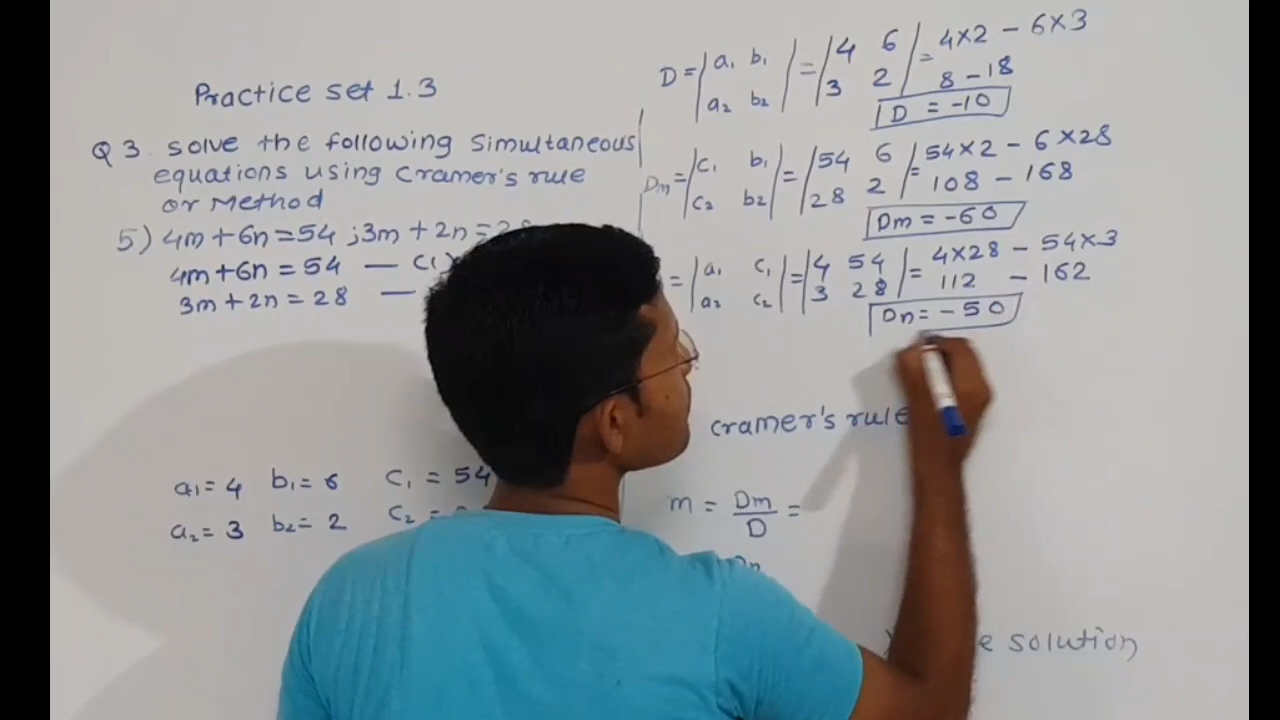 Practice set 1.3
Q 3. solve the following simultaneous
equations using cramer's rule
or Method
5) 4m+6n=54 ;3m+2n=28
4m+6n = 54 —
3m+2n = 28 —
a₁= 4 b₁= 6 c₁ = 54
a₂= 3 b₂= 2 c₂ =
D = |a₁ b₁| = |4 6| = 4×2 - 6×3
|a₂ b₂| |3 2| 8 - 18
D = -10
Dm = |c₁ b₁| = |54 6| = 54×2 - 6×28
|c₂ b₂| |28 2| 108 - 168
Dm = -60
= |a₁ c₁| = |4 54| = 4×28 - 54×3
|a₂ c₂| |3 28| 112 - 162
Dn = -50
cramer's rule
m = Dm =
D
Dn
solution